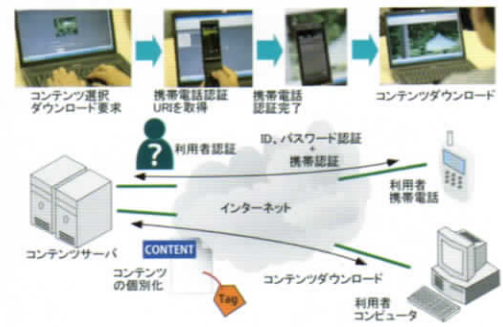 コンテンツ選択
ダウンロード要求
携帯電話認証
URIを取得
携帯電話
認証完了
コンテンツダウンロード
?
利用者認証
ID、パスワード認証
+
携帯認証
利用者
携帯電話
インターネット
コンテンツサーバ
CONTENT
コンテンツ
の個別化
Tag
コンテンツダウンロード
利用者
コンピュータ